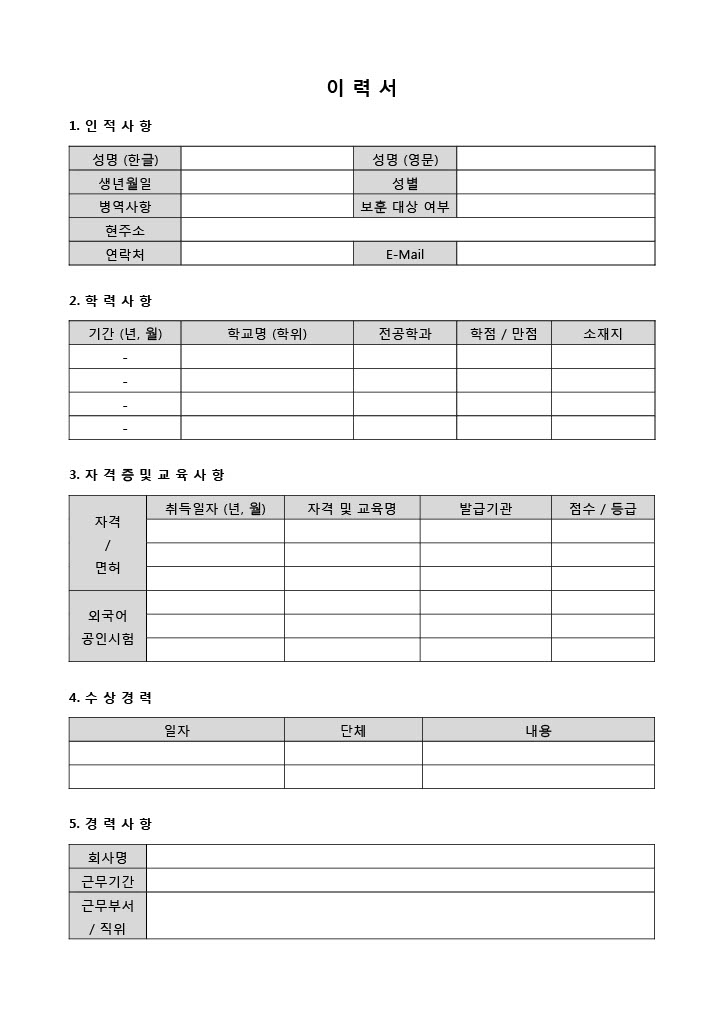 이 력 서
1. 인 적 사 항
성명 (한글) 성명 (영문)
생년월일 성별
병역사항 보훈 대상 여부
현주소
연락처 E-Mail
2. 학 력 사 항
기간 (년, 월) 학교명 (학위) 전공학과 학점 / 만점 소재지
-
-
-
-
3. 자 격 증 및 교 육 사 항
취득일자 (년, 월) 자격 및 교육명 발급기관 점수 / 등급
자격
/
면허
외국어
공인시험
4. 수 상 경 력
일자 단체 내용
5. 경 력 사 항
회사명
근무기간
근무부서
/ 직위